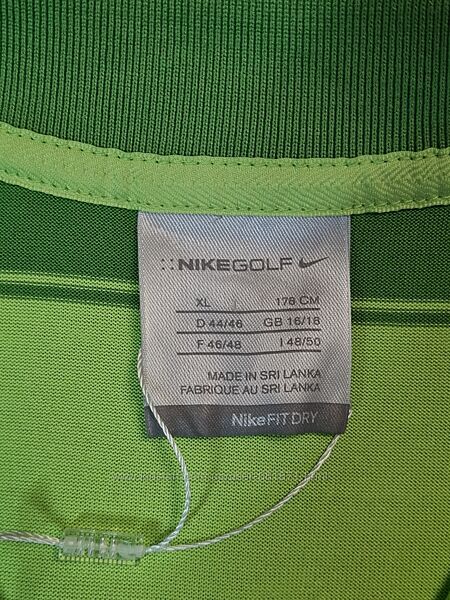 ::NIKEGOLF
XL 178 CM
D 44/46 GB 16/18
F 46/48 I 48/50
MADE IN SRI LANKA
FABRIQUE AU SRI LANKA
NikeFIT DRY